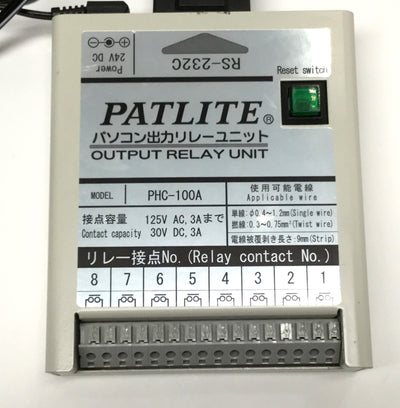 Power
24V DC
RS-232C
Reset switch
PATLITE®
パソコン出力リレーユニット
OUTPUT RELAY UNIT
MODEL PHC-100A
接点容量 125V AC,3Aまで
Contact capacity 30V DC,3A
使用可能電線
Applicable wire
単線:φ0.4～1.2mm(Single wire)
撚線:0.3～0.75mm²(Twist wire)
電線被覆剥き長さ:9mm(Strip)
リレー接点No.(Relay contact No.)
8 7 6 5 4 3 2 1